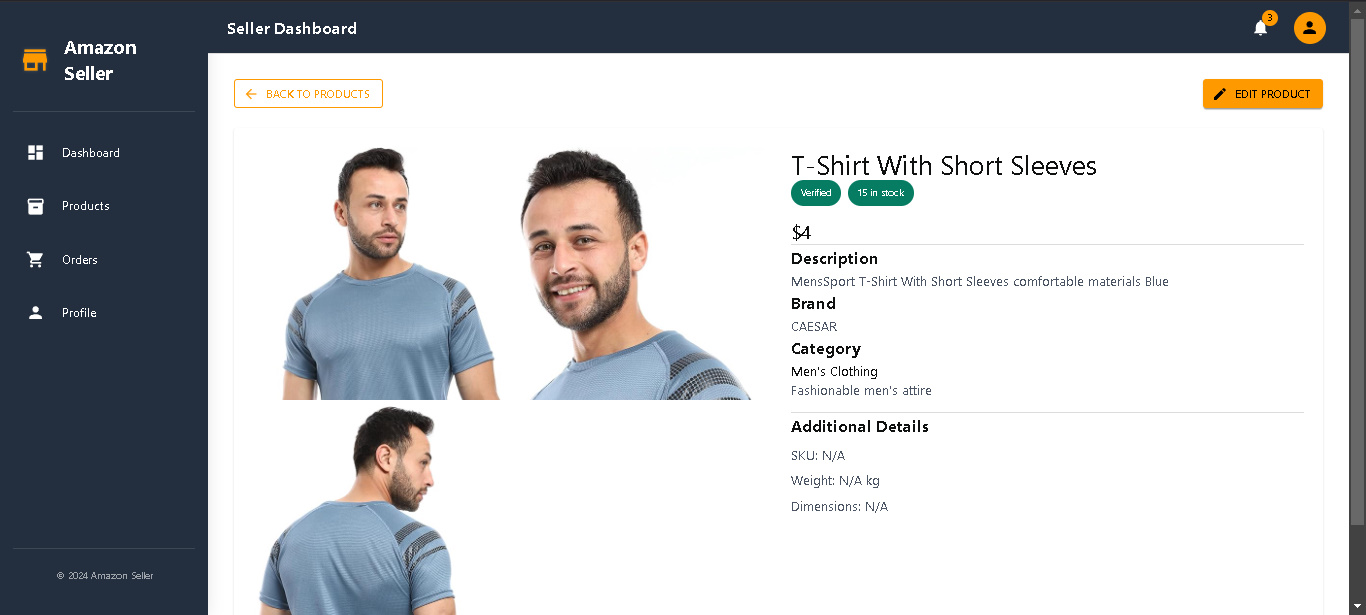 Amazon
Seller
Seller Dashboard
3
BACK TO PRODUCTS
EDIT PRODUCT
Dashboard
Products
Orders
Profile
© 2024 Amazon Seller
T-Shirt With Short Sleeves
Verified
15 in stock
$4
Description
MensSport T-Shirt With Short Sleeves comfortable materials Blue
Brand
CAESAR
Category
Men's Clothing
Fashionable men's attire
Additional Details
SKU: N/A
Weight: N/A kg
Dimensions: N/A